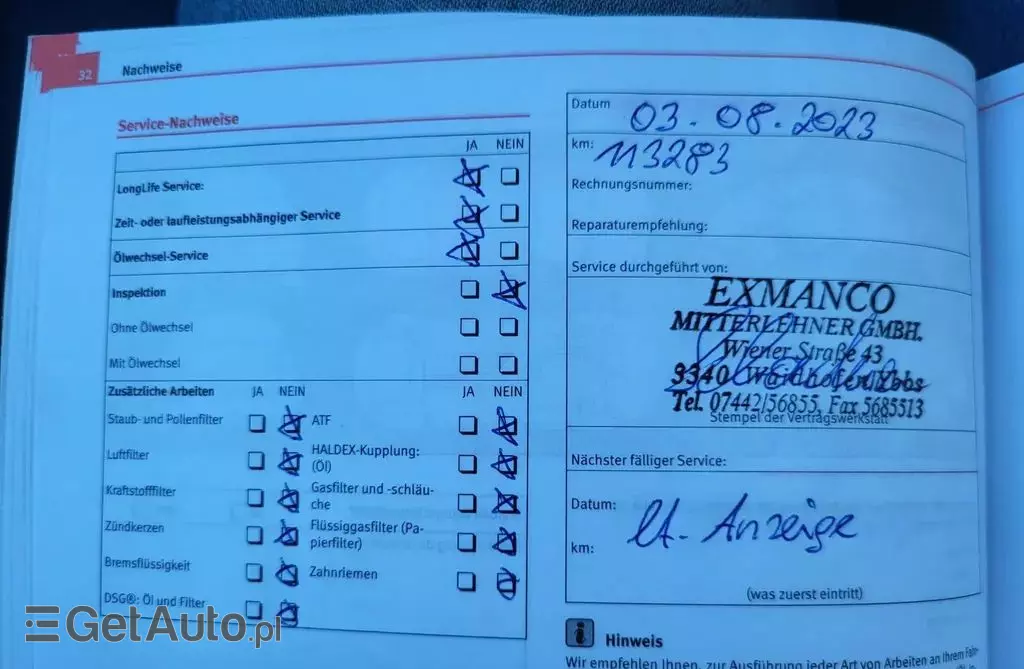 32 Nachweise
Service-Nachweise
JA NEIN
LongLife Service:
Zeit- oder laufleistungsabhängiger Service
Ölwechsel-Service
Inspektion
Ohne Ölwechsel
Mit Ölwechsel
Zusätzliche Arbeiten JA NEIN JA NEIN
Staub- und Pollenfilter ATF
Luftfilter HALDEX-Kupplung:
(Öl)
Kraftstofffilter Gasfilter und -schläu-
che
Zündkerzen Flüssiggasfilter (Pa-
pierfilter)
Bremsflüssigkeit Zahnriemen
DSG®: Öl und Filter
Datum 03.08.2023
km: 113283
Rechnungsnummer:
Reparaturempfehlung:
Service durchgeführt von:
EXMANCO
MITTERLEHNER GMBH.
Wiener Straße 43
3340 Waidhofen/Ybbs
Tel. 07442/56855, Fax 5685513
Stempel der Vertragswerkstatt
Nächster fälliger Service:
Datum: lt. Anzeige
km:
(was zuerst eintritt)
i Hinweis
Wir empfehlen Ihnen, zur Ausführung jeder Art von Arbeiten an Ihrem Fahr-
GetAuto.pl